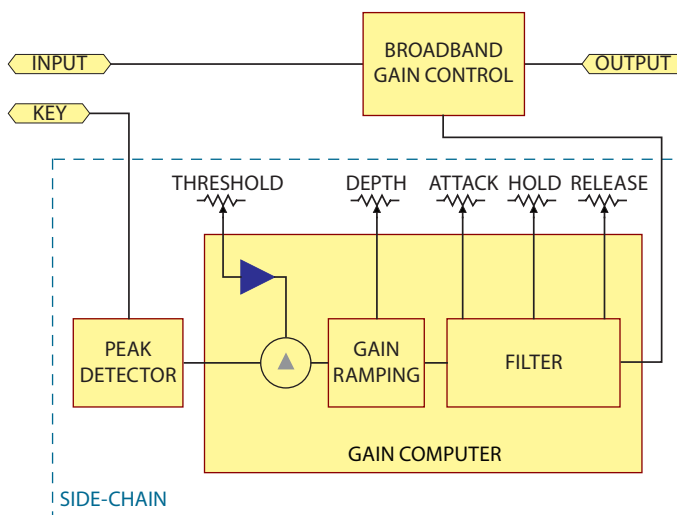 BROADBAND
GAIN CONTROL
INPUT
OUTPUT
KEY
THRESHOLD
DEPTH
ATTACK
HOLD
RELEASE
PEAK
DETECTOR
GAIN
RAMPING
FILTER
GAIN COMPUTER
SIDE-CHAIN